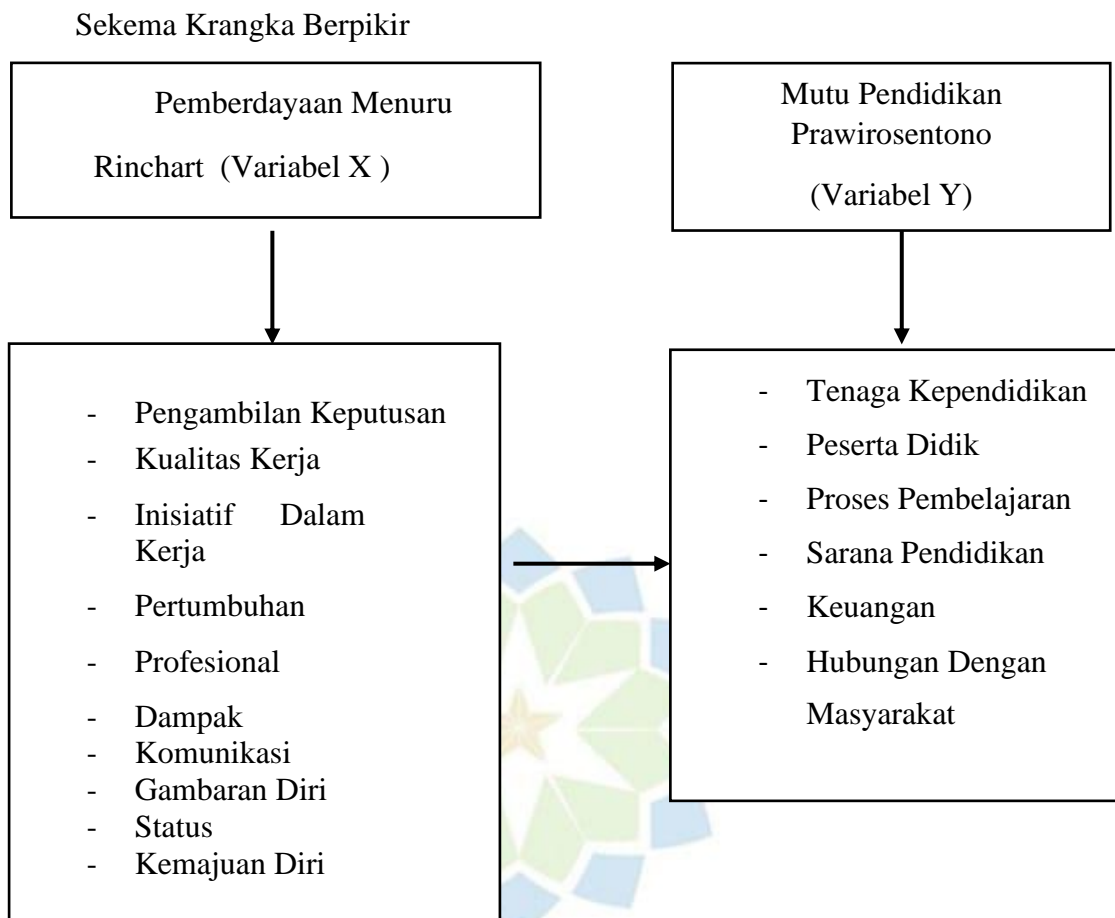 Sekema Krangka Berpikir
Pemberdayaan Menuru
Rinchart (Variabel X )
- Pengambilan Keputusan
- Kualitas Kerja
- Inisiatif Dalam
Kerja
- Pertumbuhan
- Profesional
- Dampak
- Komunikasi
- Gambaran Diri
- Status
- Kemajuan Diri
Mutu Pendidikan
Prawirosentono
(Variabel Y)
- Tenaga Kependidikan
- Peserta Didik
- Proses Pembelajaran
- Sarana Pendidikan
- Keuangan
- Hubungan Dengan
Masyarakat